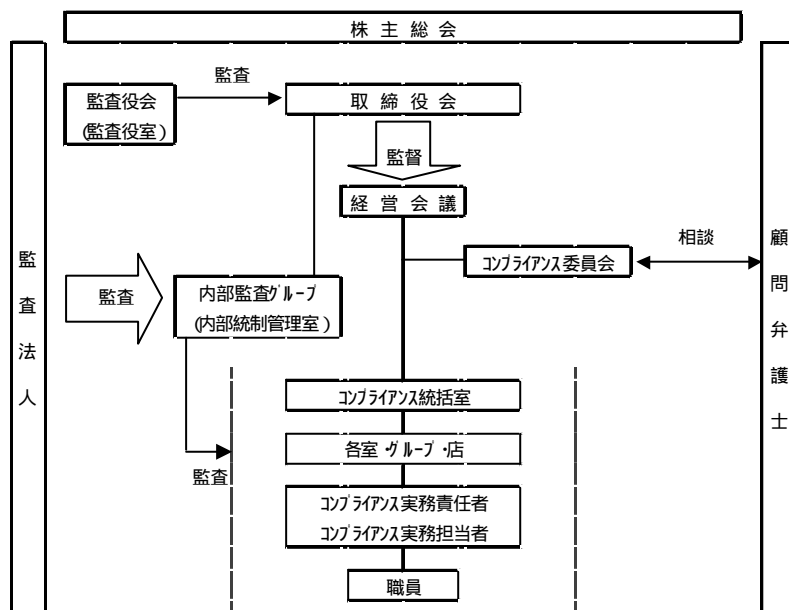 株主総会
監査
監査役会
(監査役室)
取締役会
監督
経営会議
相談
コンプライアンス委員会
監査法人
顧問弁護士
監査
内部監査グループ
(内部統制管理室)
コンプライアンス統括室
各室・グループ・店
監査
コンプライアンス実務責任者
コンプライアンス実務担当者
職員